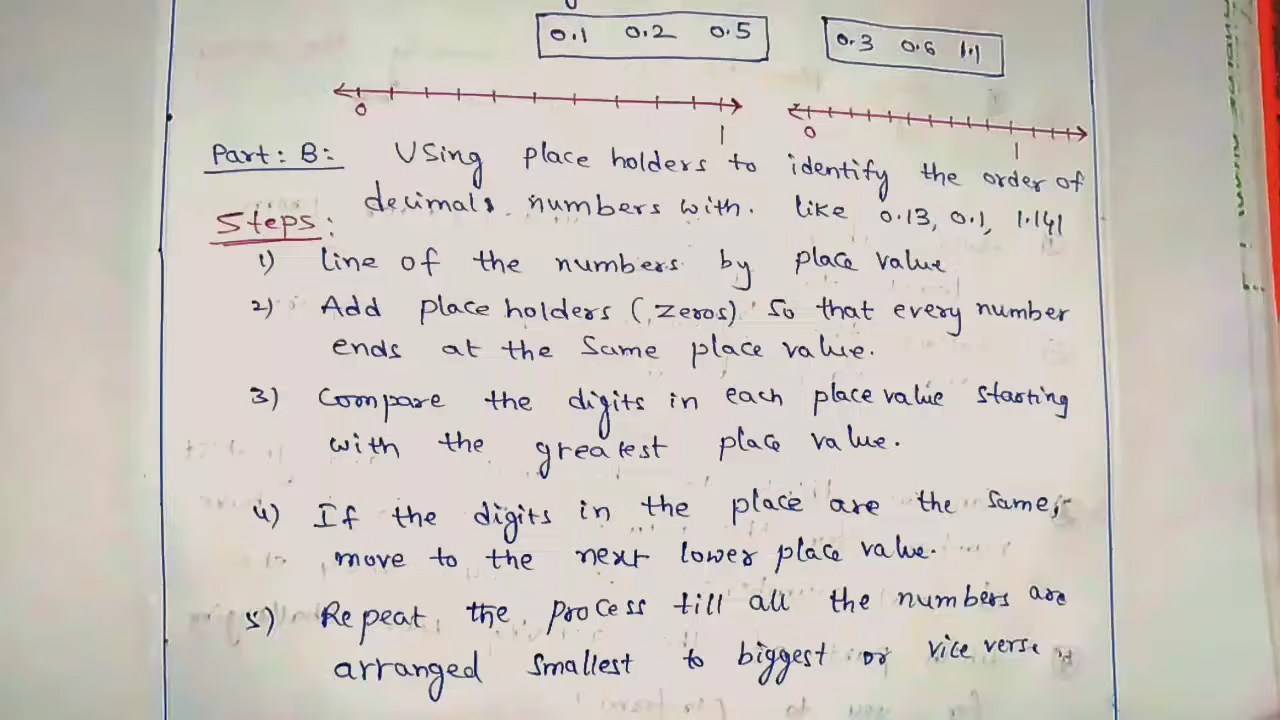 0.1 0.2 0.5
0.3 0.6 1.1
0 1
0 1
Part: B: Using place holders to identify the order of
decimals numbers with. like 0.13, 0.1, 1.141
Steps:
1) line of the numbers by place value
2) Add place holders (zeros) so that every number
ends at the same place value.
3) compare the digits in each place value starting
with the greatest place value.
4) If the digits in the place are the same,
move to the next lower place value.
5) Repeat the process till all the numbers are
arranged smallest to biggest or vice verse